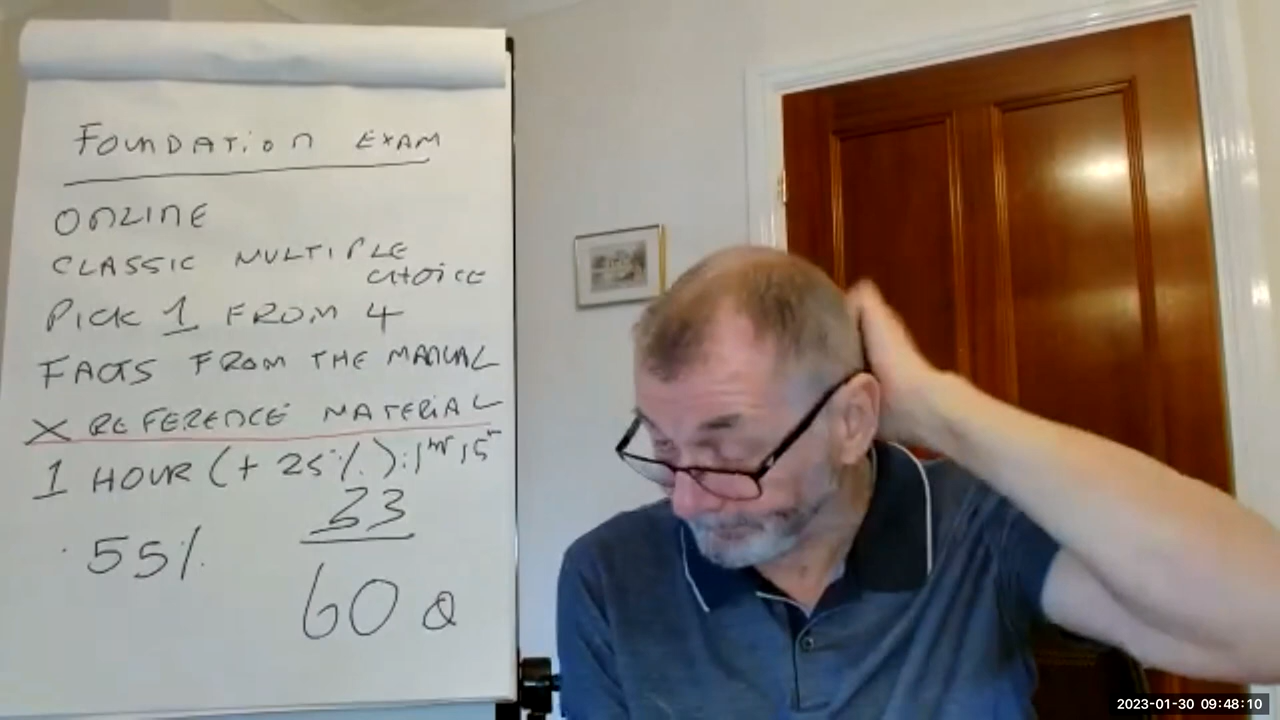 FOUNDATION EXAM
ONLINE
CLASSIC MULTIPLE
CHOICE
PICK 1 FROM 4
FACTS FROM THE MANUAL
X REFERENCE MATERIAL
1 HOUR (+ 25%): 1hr 15m
33
55%
60 Q
2023-01-30 09:48:10